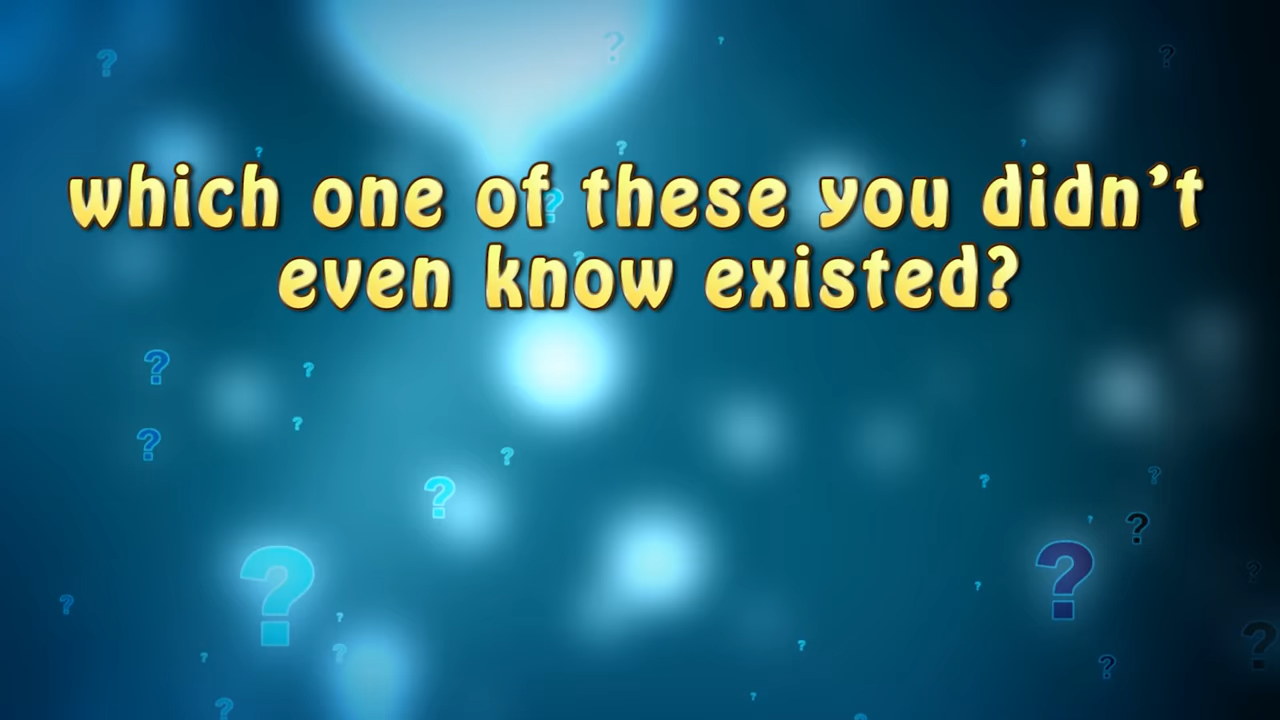 which one of these you didn’t
even know existed?